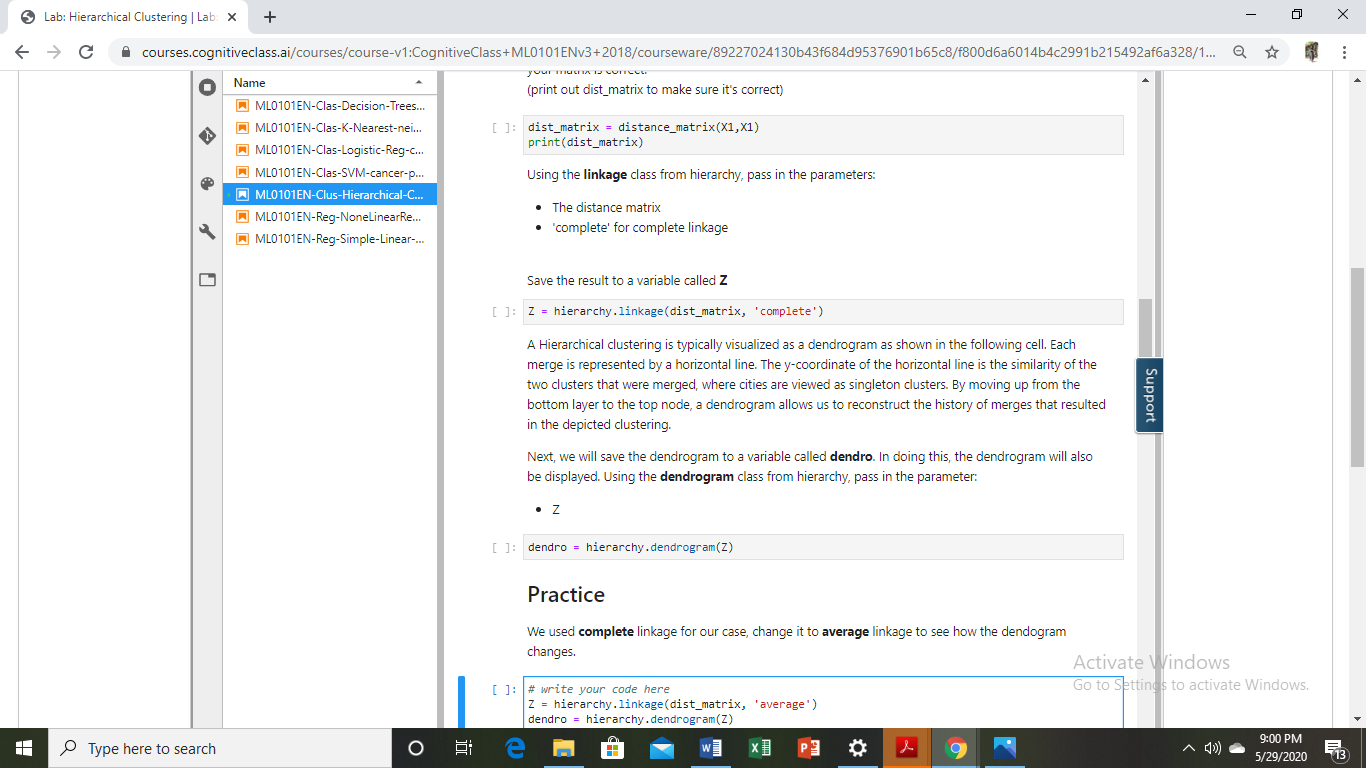 Lab: Hierarchical Clustering | Lab:
courses.cognitiveclass.ai/courses/course-v1:CognitiveClass+ML0101ENv3+2018/courseware/89227024130b43f684d95376901b65c8/f800d6a6014b4c2991b215492af6a328/1...
Name
ML0101EN-Clas-Decision-Trees...
ML0101EN-Clas-K-Nearest-nei...
ML0101EN-Clas-Logistic-Reg-c...
ML0101EN-Clas-SVM-cancer-p...
ML0101EN-Clus-Hierarchical-C...
ML0101EN-Reg-NoneLinearRe...
ML0101EN-Reg-Simple-Linear-...
your matrix is correct.
(print out dist_matrix to make sure it's correct)
[ ]: dist_matrix = distance_matrix(X1,X1)
print(dist_matrix)
Using the linkage class from hierarchy, pass in the parameters:
• The distance matrix
• 'complete' for complete linkage
Save the result to a variable called Z
[ ]: Z = hierarchy.linkage(dist_matrix, 'complete')
A Hierarchical clustering is typically visualized as a dendrogram as shown in the following cell. Each
merge is represented by a horizontal line. The y-coordinate of the horizontal line is the similarity of the
two clusters that were merged, where cities are viewed as singleton clusters. By moving up from the
bottom layer to the top node, a dendrogram allows us to reconstruct the history of merges that resulted
in the depicted clustering.
Next, we will save the dendrogram to a variable called dendro. In doing this, the dendrogram will also
be displayed. Using the dendrogram class from hierarchy, pass in the parameter:
• Z
[ ]: dendro = hierarchy.dendrogram(Z)
Practice
We used complete linkage for our case, change it to average linkage to see how the dendogram
changes.
[ ]: # write your code here
Z = hierarchy.linkage(dist_matrix, 'average')
dendro = hierarchy.dendrogram(Z)
Support
Activate Windows
Go to Settings to activate Windows.
Type here to search
9:00 PM
5/29/2020
13